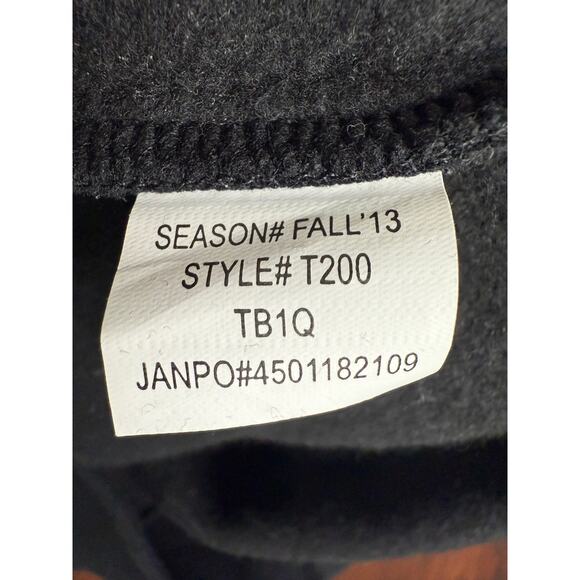 SEASON# FALL'13
STYLE# T200
TB1Q
JANPO#4501182109